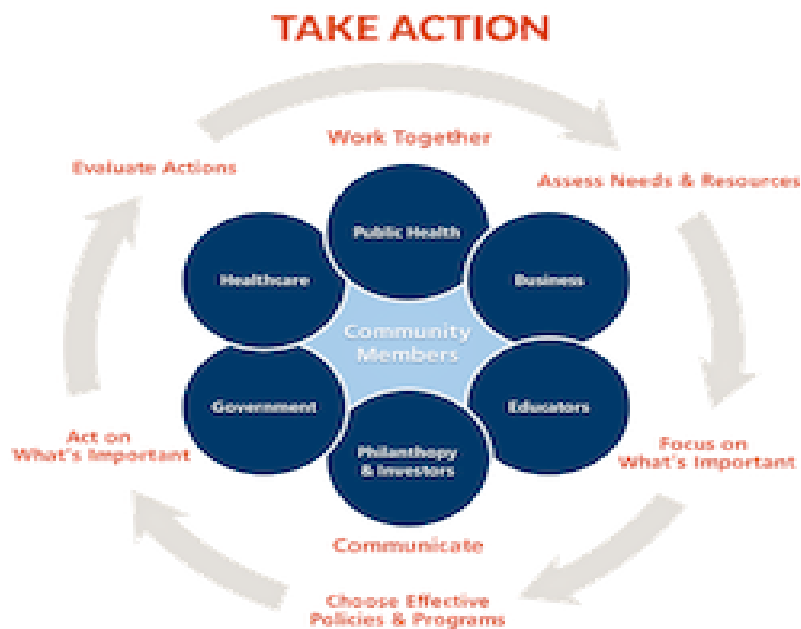 TAKE ACTION
Work Together
Evaluate Actions
Assess Needs & Resources
Public Health
Healthcare
Business
Community
Members
Government
Educators
Philanthopy
& Investors
Act on
What's Important
Focus on
What's Important
Communicate
Choose Effective
Policies & Programs